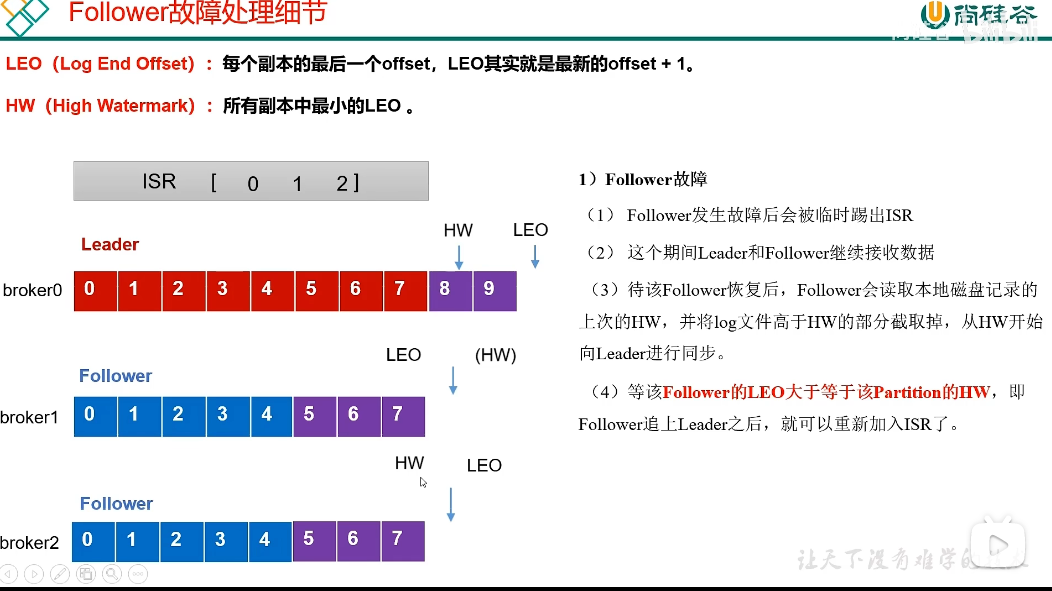 Follower故障处理细节
尚硅谷
LEO（Log End Offset）：每个副本的最后一个offset，LEO其实就是最新的offset + 1。
HW（High Watermark）：所有副本中最小的LEO 。
ISR [ 0 1 2 ]
HW LEO
Leader
broker0 0 1 2 3 4 5 6 7 8 9
LEO (HW)
Follower
broker1 0 1 2 3 4 5 6 7
HW LEO
Follower
broker2 0 1 2 3 4 5 6 7
1）Follower故障
（1） Follower发生故障后会被临时踢出ISR
（2） 这个期间Leader和Follower继续接收数据
（3）待该Follower恢复后，Follower会读取本地磁盘记录的
上次的HW，并将log文件高于HW的部分截取掉，从HW开始
向Leader进行同步。
（4）等该Follower的LEO大于等于该Partition的HW，即
Follower追上Leader之后，就可以重新加入ISR了。
让天下没有难学的